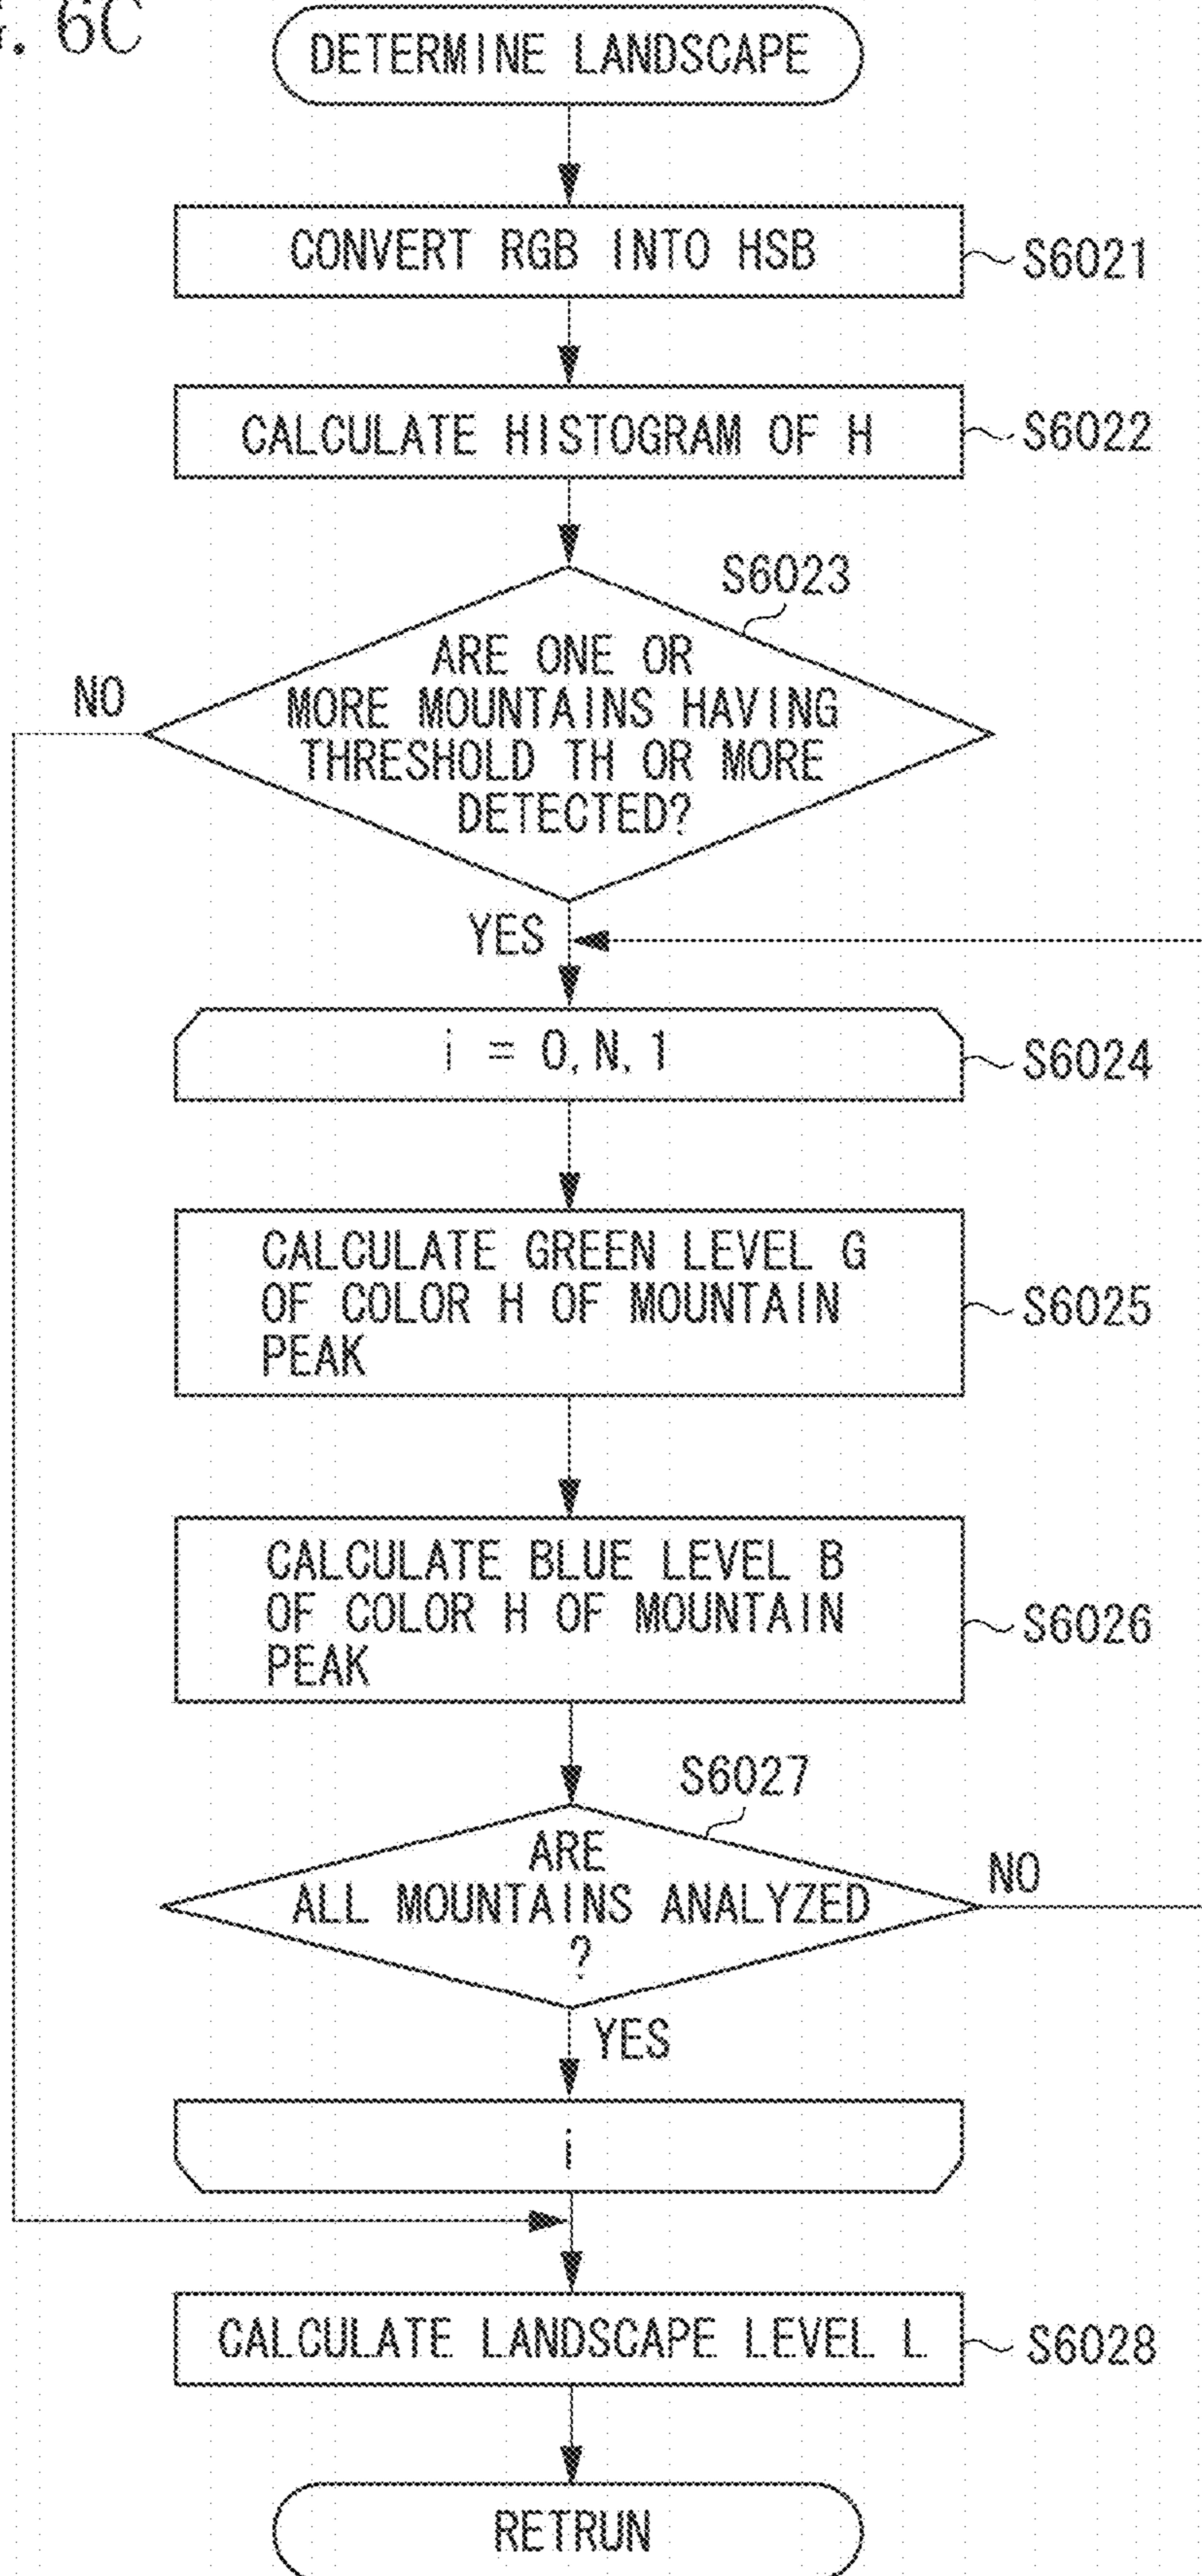 . 6C
DETERMINE LANDSCAPE
CONVERT RGB INTO HSB
S6021
CALCULATE HISTOGRAM OF H
S6022
S6023
ARE ONE OR
MORE MOUNTAINS HAVING
THRESHOLD TH OR MORE
DETECTED?
NO
YES
i = 0, N, 1
S6024
CALCULATE GREEN LEVEL G
OF COLOR H OF MOUNTAIN
PEAK
S6025
CALCULATE BLUE LEVEL B
OF COLOR H OF MOUNTAIN
PEAK
S6026
S6027
ARE
ALL MOUNTAINS ANALYZED
?
NO
YES
i
CALCULATE LANDSCAPE LEVEL L
S6028
RETRUN